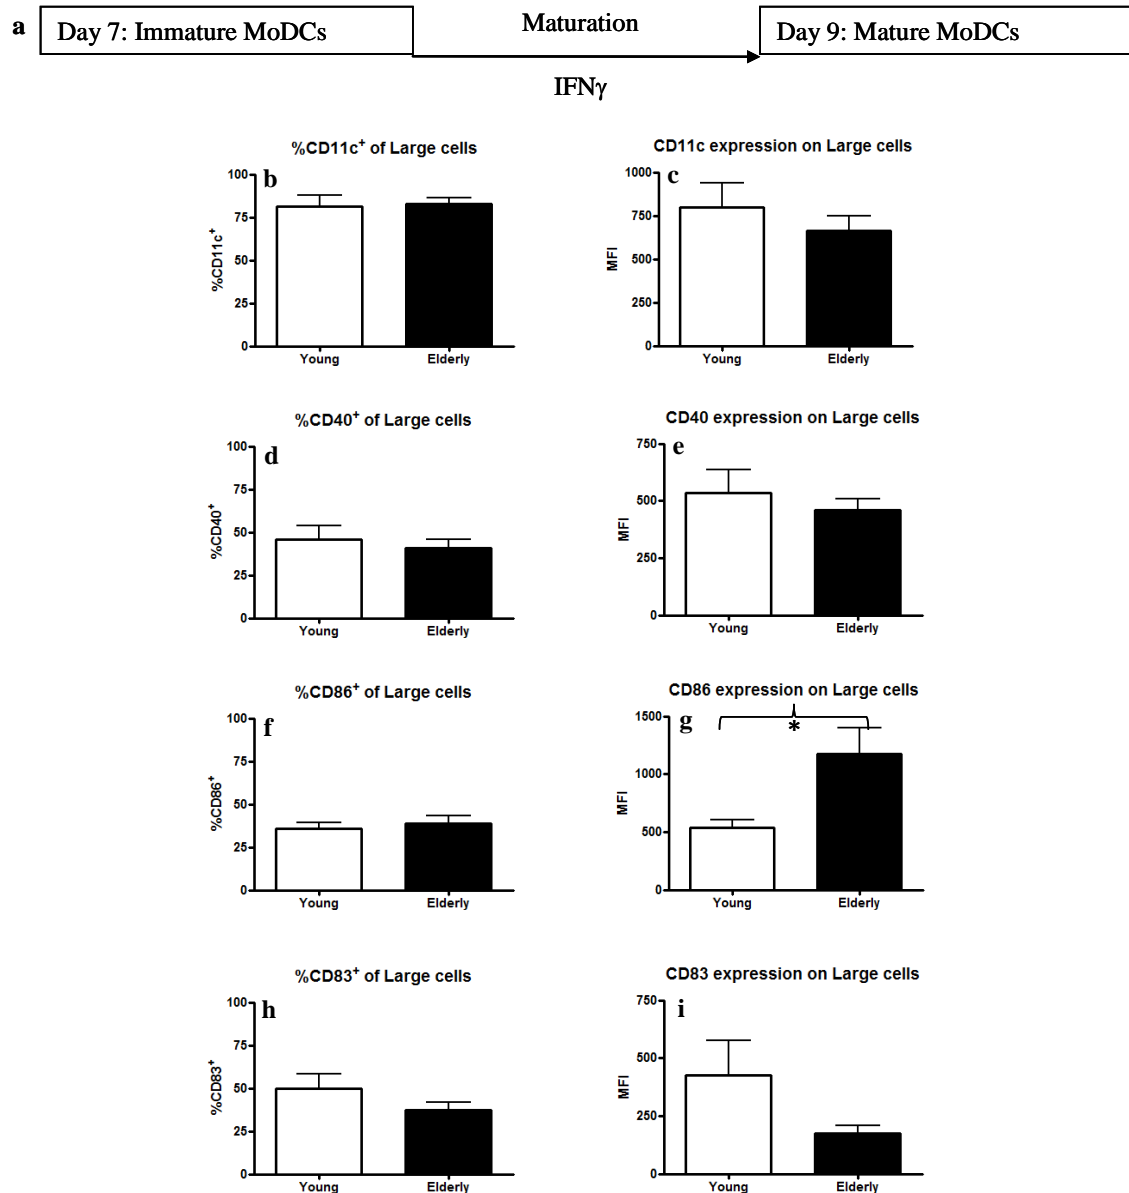 a
Day 7: Immature MoDCs
Maturation
Day 9: Mature MoDCs
IFNγ
%CD11c⁺ of Large cells
b
%CD11c⁺
100
75
50
25
0
Young Elderly
CD11c expression on Large cells
c
MFI
1000
750
500
250
0
Young Elderly
%CD40⁺ of Large cells
d
%CD40⁺
100
75
50
25
0
Young Elderly
CD40 expression on Large cells
e
MFI
750
500
250
0
Young Elderly
%CD86⁺ of Large cells
f
%CD86⁺
100
75
50
25
0
Young Elderly
CD86 expression on Large cells
g
*
MFI
1500
1000
500
0
Young Elderly
%CD83⁺ of Large cells
h
%CD83⁺
100
75
50
25
0
Young Elderly
CD83 expression on Large cells
i
MFI
750
500
250
0
Young Elderly